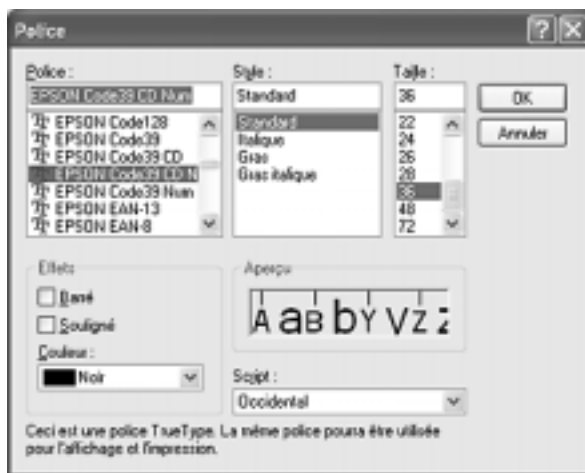 Police
Police :
EPSON Code39 CD Num
EPSON Code128
EPSON Code39
EPSON Code39 CD
EPSON Code39 CD N
EPSON Code39 Num
EPSON EAN-13
EPSON EAN-8
Style :
Standard
Standard
Italique
Gras
Gras italique
Taille :
36
22
24
26
28
36
48
72
OK
Annuler
Effets
Barré
Souligné
Couleur :
Noir
Aperçu
AaBbYyZz
Script :
Occidental
Ceci est une police TrueType. La même police pourra être utilisée
pour l'affichage et l'impression.